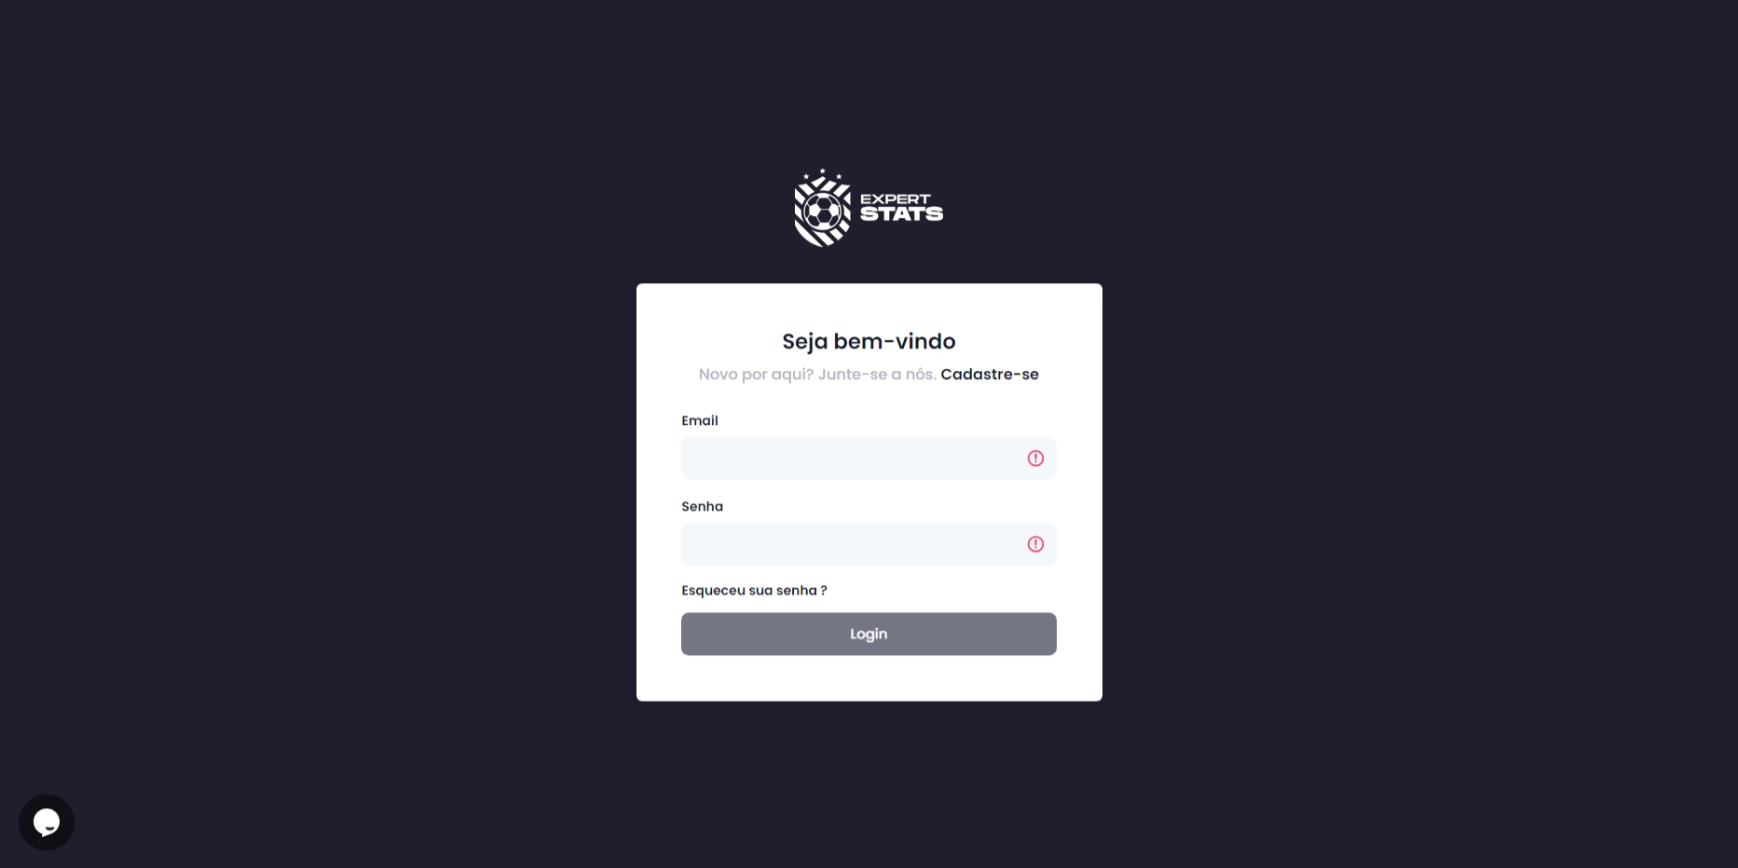 EXPERT
STATS
Seja bem-vindo
Novo por aqui? Junte-se a nós. Cadastre-se
Email
Senha
Esqueceu sua senha ?
Login